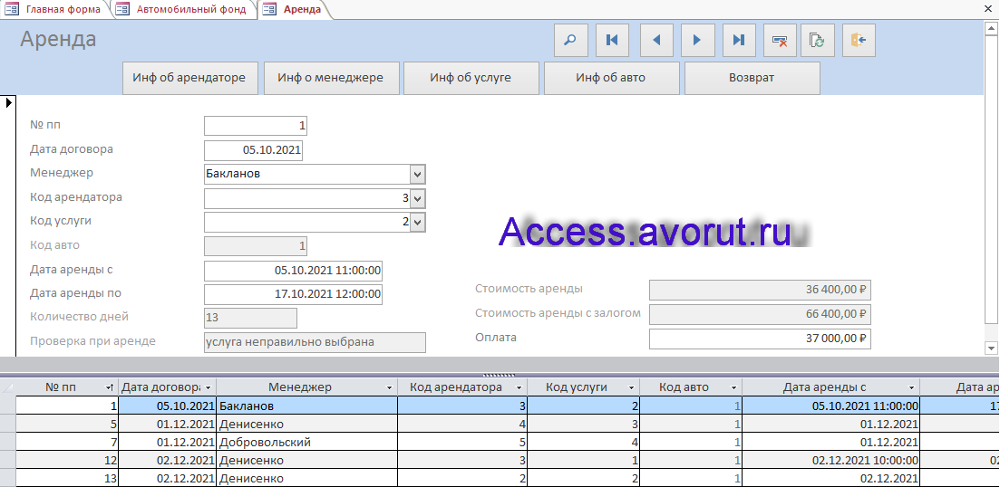 Главная форма Автомобильный фонд Аренда
Аренда
Инф об арендаторе Инф о менеджере Инф об услуге Инф об авто Возврат
№ пп 1
Дата договора 05.10.2021
Менеджер Бакланов
Код арендатора 3
Код услуги 2
Access.avorut.ru
Код авто 1
Дата аренды с 05.10.2021 11:00:00
Стоимость аренды 36 400,00 ₽
Дата аренды по 17.10.2021 12:00:00
Стоимость аренды с залогом 66 400,00 ₽
Количество дней 13
Оплата 37 000,00 ₽
Проверка при аренде услуга неправильно выбрана
№ пп Дата договора Менеджер Код арендатора Код услуги Код авто Дата аренды с Дата ар
1 05.10.2021 Бакланов 3 2 1 05.10.2021 11:00:00 17
5 01.12.2021 Денисенко 4 3 1 01.12.2021
7 01.12.2021 Добровольский 5 4 1 01.12.2021
12 02.12.2021 Денисенко 3 1 1 02.12.2021 10:00:00 02
13 02.12.2021 Денисенко 2 2 1 02.12.2021